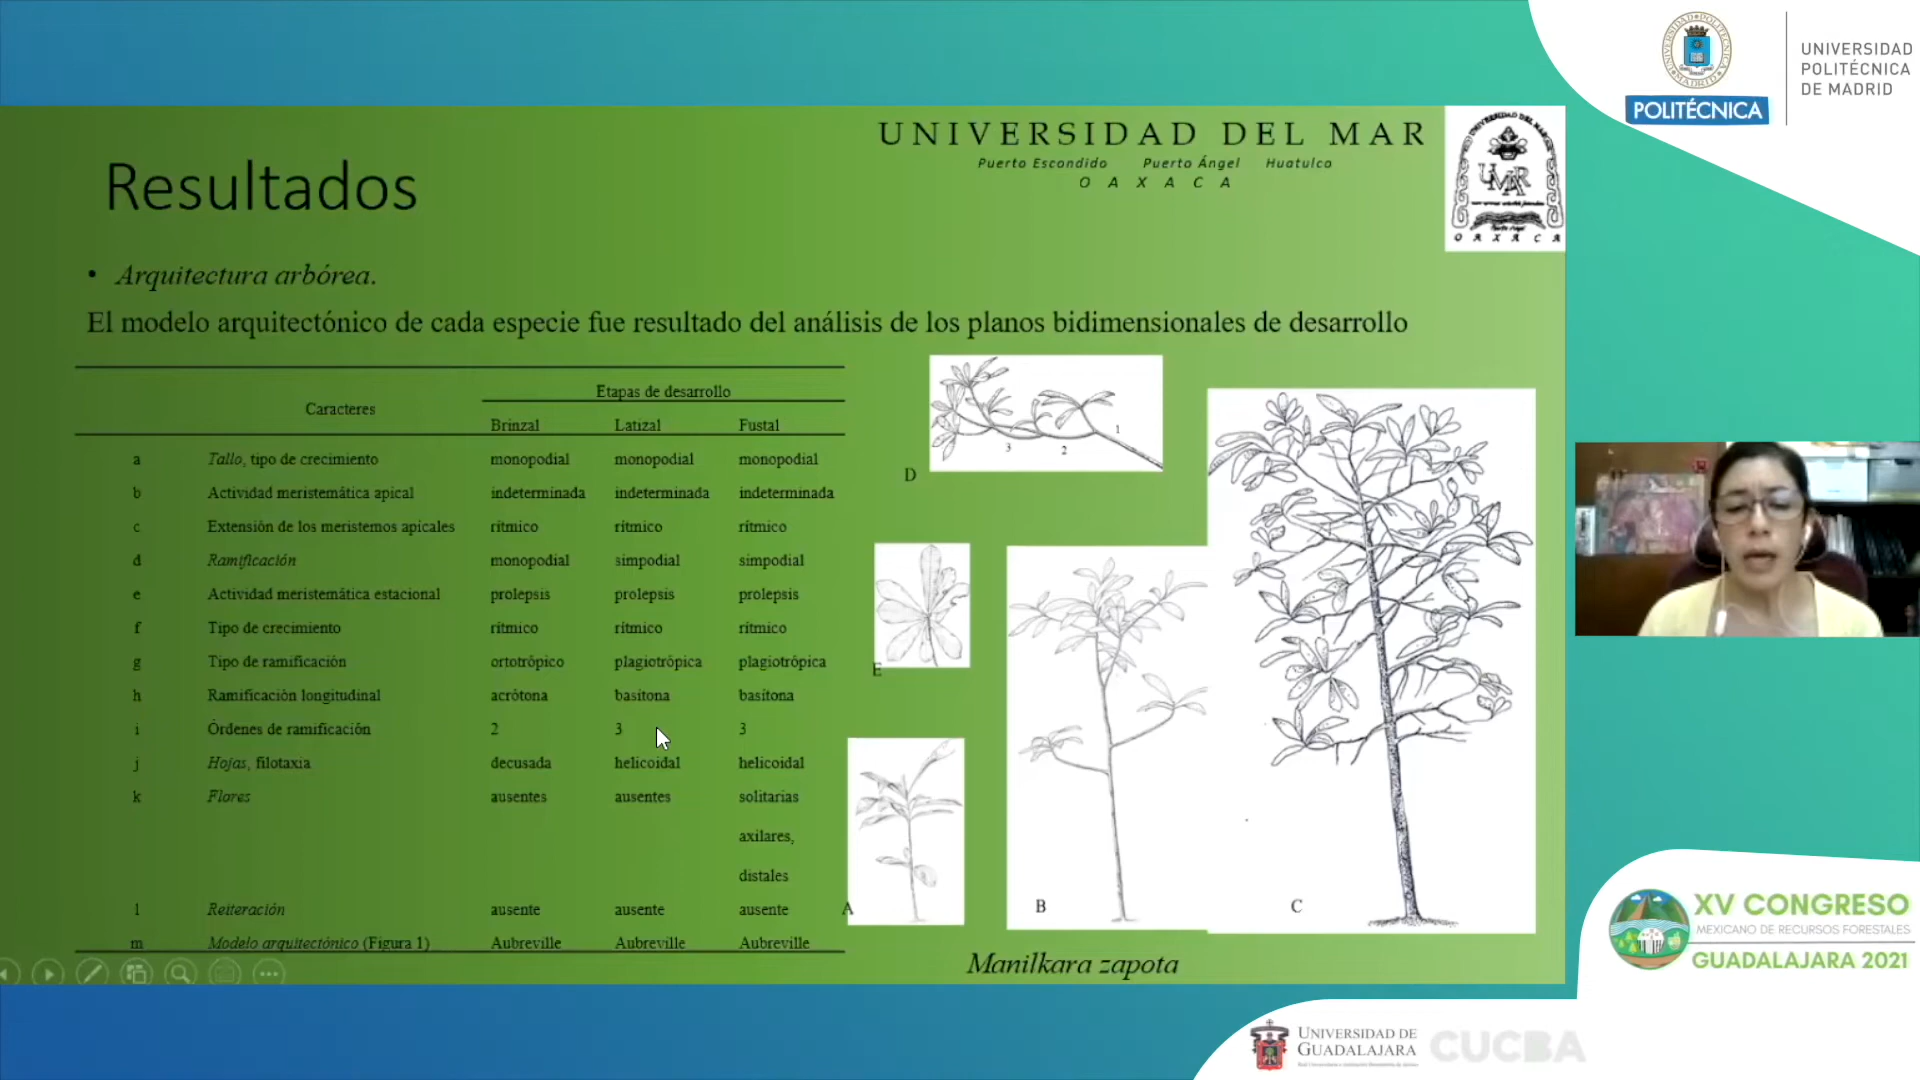 UNIVERSIDAD
POLITÉCNICA
DE MADRID
POLITÉCNICA
UNIVERSIDAD DEL MAR
Puerto Escondido Puerto Ángel Huatulco
O A X A C A
UMAR
O A X A C A
Resultados
• Arquitectura arbórea.
El modelo arquitectónico de cada especie fue resultado del análisis de los planos bidimensionales de desarrollo
Caracteres Etapas de desarrollo
Brinzal Latizal Fustal
a Tallo, tipo de crecimiento monopodial monopodial monopodial
b Actividad meristemática apical indeterminada indeterminada indeterminada
c Extensión de los meristemos apicales rítmico rítmico rítmico
d Ramificación monopodial simpodial simpodial
e Actividad meristemática estacional prolepsis prolepsis prolepsis
f Tipo de crecimiento rítmico rítmico rítmico
g Tipo de ramificación ortotrópico plagiotrópica plagiotrópica
h Ramificación longitudinal acrótona basítona basítona
i Órdenes de ramificación 2 3 3
j Hojas, filotaxia decusada helicoidal helicoidal
k Flores ausentes ausentes solitarias
axilares,
distales
l Reiteración ausente ausente ausente
m Modelo arquitectónico (Figura 1) Aubreville Aubreville Aubreville
1
2
3
D
E
A
B
C
Manilkara zapota
XV CONGRESO
MEXICANO DE RECURSOS FORESTALES
GUADALAJARA 2021
UNIVERSIDAD DE
GUADALAJARA
CUCBA